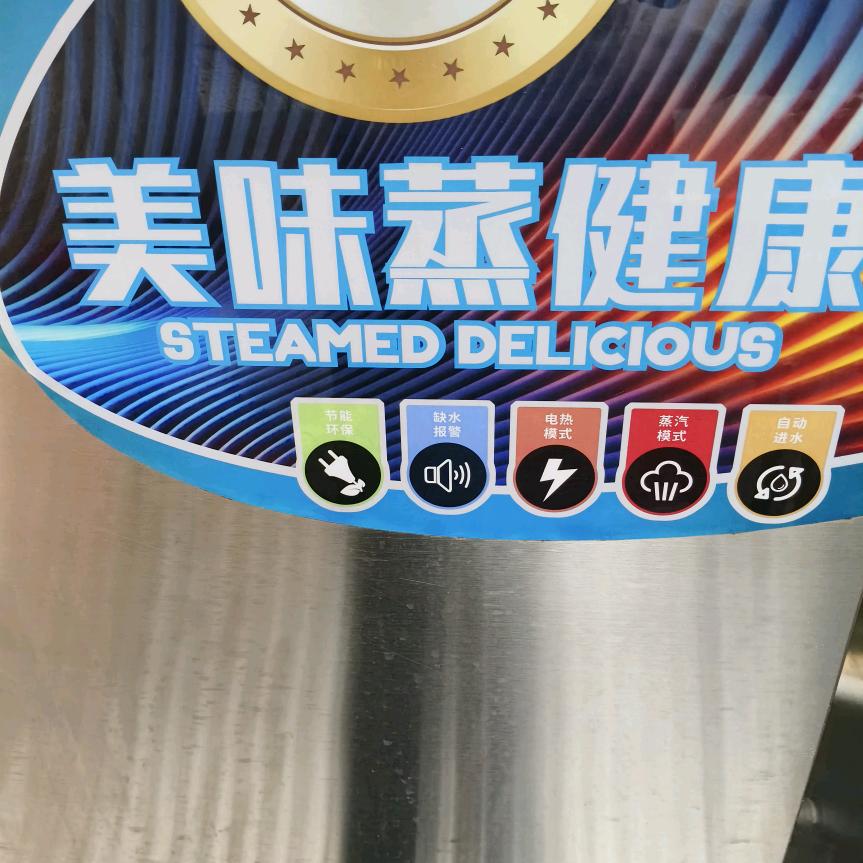 美味蒸健康
STEAMED DELICIOUS
节能
环保
缺水
报警
电热
模式
蒸汽
模式
自动
进水